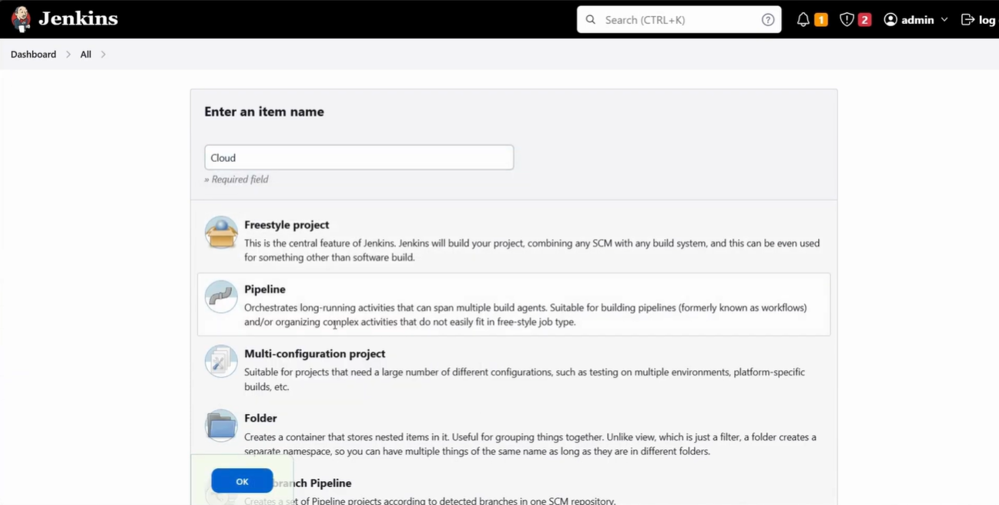 Jenkins
Search (CTRL+K)
1
2
admin
log
Dashboard
All
Enter an item name
Cloud
» Required field
Freestyle project
This is the central feature of Jenkins. Jenkins will build your project, combining any SCM with any build system, and this can be even used
for something other than software build.
Pipeline
Orchestrates long-running activities that can span multiple build agents. Suitable for building pipelines (formerly known as workflows)
and/or organizing complex activities that do not easily fit in free-style job type.
Multi-configuration project
Suitable for projects that need a large number of different configurations, such as testing on multiple environments, platform-specific
builds, etc.
Folder
Creates a container that stores nested items in it. Useful for grouping things together. Unlike view, which is just a filter, a folder creates a
separate namespace, so you can have multiple things of the same name as long as they are in different folders.
OK
branch Pipeline
Creates a set of Pipeline projects according to detected branches in one SCM repository.